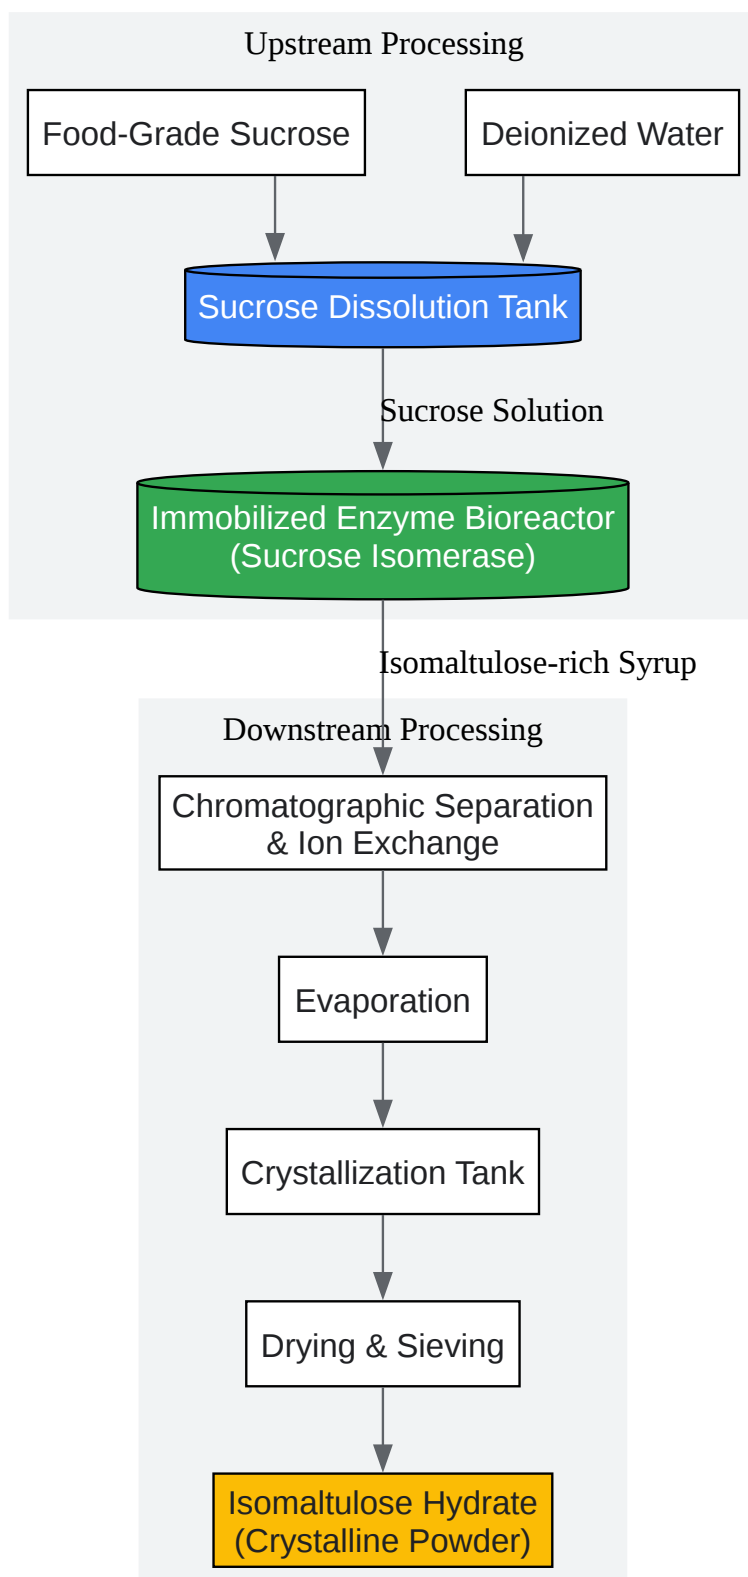 Upstream Processing
Food-Grade Sucrose
Deionized Water
Sucrose Dissolution Tank
Sucrose Solution
Immobilized Enzyme Bioreactor
(Sucrose Isomerase)
Isomaltulose-rich Syrup
Downstream Processing
Chromatographic Separation
& Ion Exchange
Evaporation
Crystallization Tank
Drying & Sieving
Isomaltulose Hydrate
(Crystalline Powder)